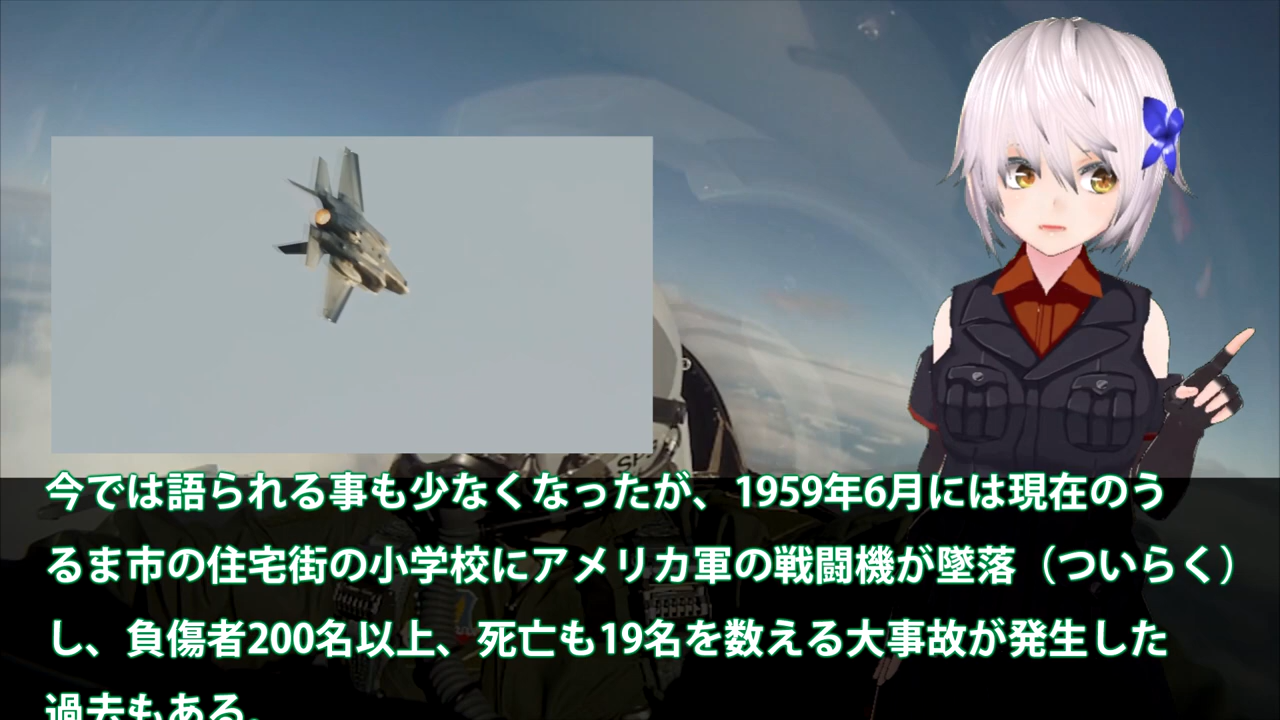 今では語られる事も少なくなったが、1959年6月には現在のう
るま市の住宅街の小学校にアメリカ軍の戦闘機が墜落（ついらく）
し、負傷者200名以上、死亡も19名を数える大事故が発生した
過去もある。